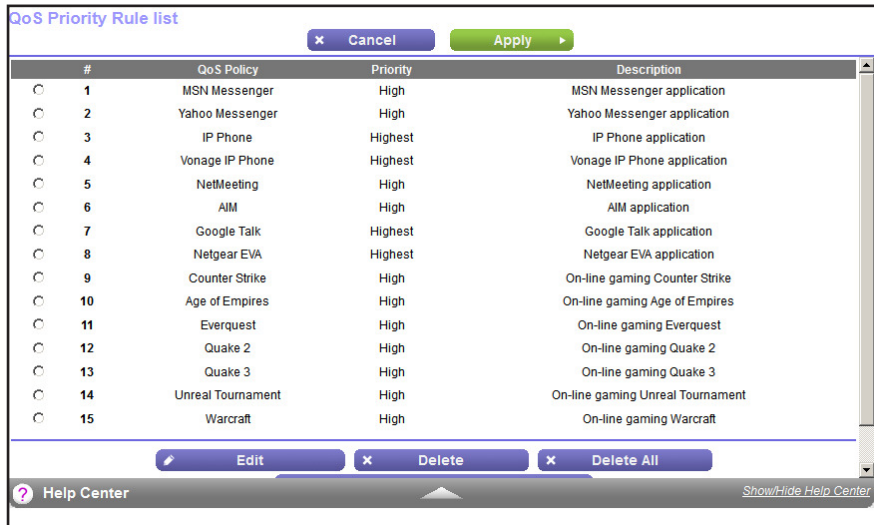 QoS Priority Rule list
Cancel Apply
# QoS Policy Priority Description
1 MSN Messenger High MSN Messenger application
2 Yahoo Messenger High Yahoo Messenger application
3 IP Phone Highest IP Phone application
4 Vonage IP Phone Highest Vonage IP Phone application
5 NetMeeting High NetMeeting application
6 AIM High AIM application
7 Google Talk Highest Google Talk application
8 Netgear EVA Highest Netgear EVA application
9 Counter Strike High On-line gaming Counter Strike
10 Age of Empires High On-line gaming Age of Empires
11 Everquest High On-line gaming Everquest
12 Quake 2 High On-line gaming Quake 2
13 Quake 3 High On-line gaming Quake 3
14 Unreal Tournament High On-line gaming Unreal Tournament
15 Warcraft High On-line gaming Warcraft
Edit Delete Delete All
? Help Center Show/Hide Help Center